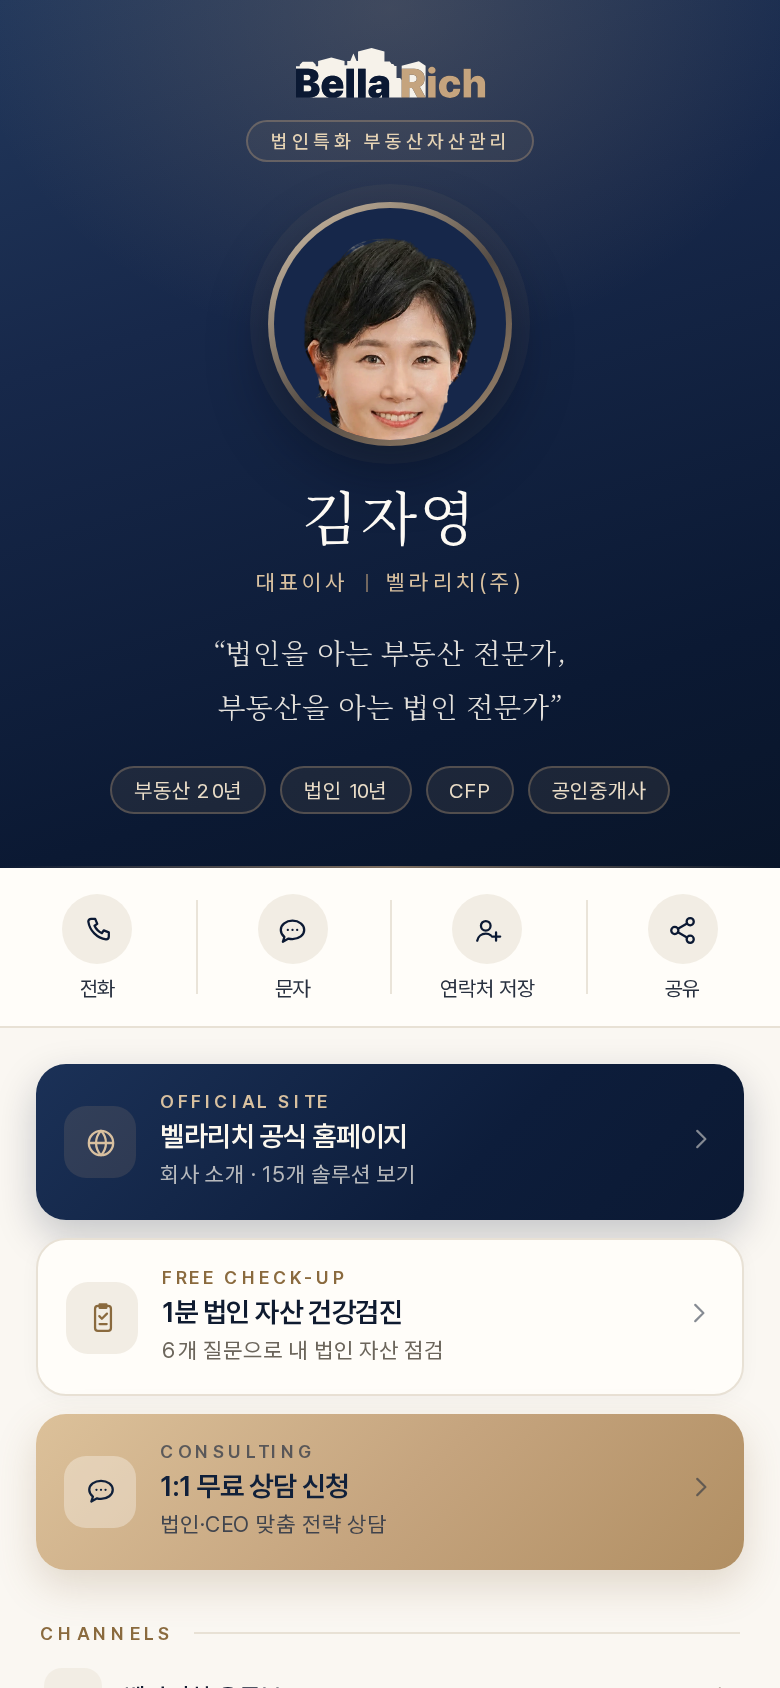 Bella Rich
법인특화 부동산자산관리
김자영
대표이사 | 벨라리치(주)
“법인을 아는 부동산 전문가,
부동산을 아는 법인 전문가”
부동산 20년 법인 10년 CFP 공인중개사
전화 문자 연락처 저장 공유
OFFICIAL SITE
벨라리치 공식 홈페이지
회사 소개 · 15개 솔루션 보기
FREE CHECK-UP
1분 법인 자산 건강검진
6개 질문으로 내 법인 자산 점검
CONSULTING
1:1 무료 상담 신청
법인·CEO 맞춤 전략 상담
CHANNELS